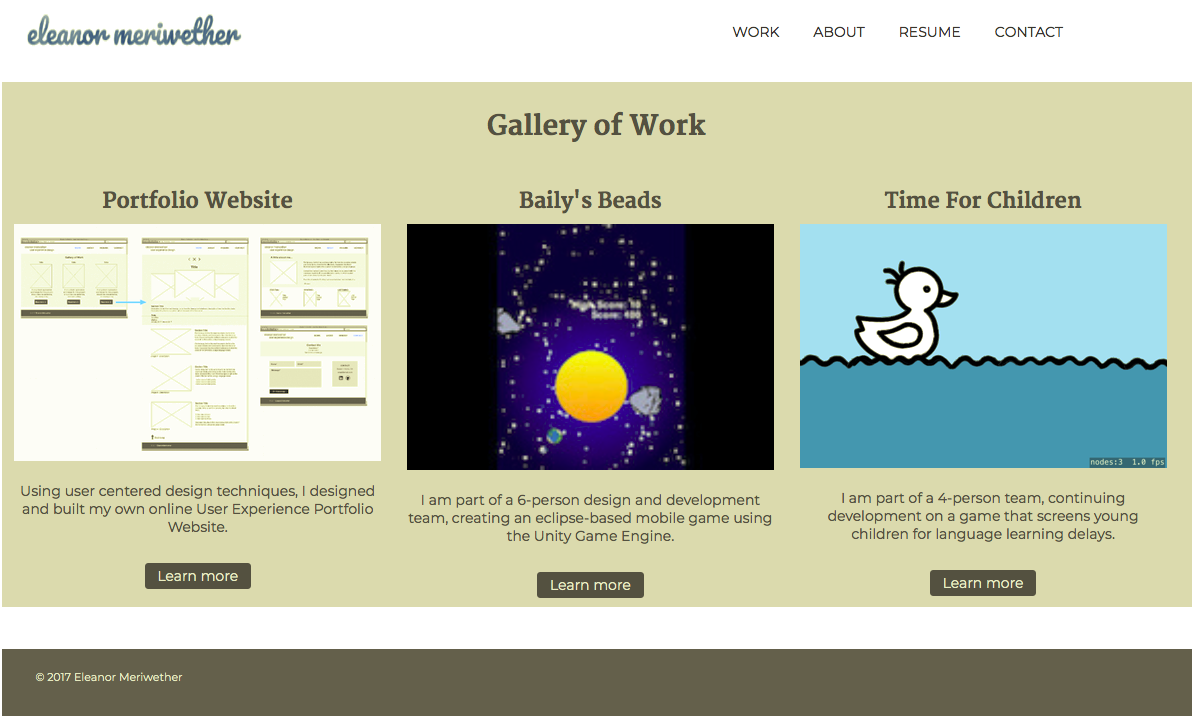 eleanor meriwether
WORK ABOUT RESUME CONTACT
Gallery of Work
Portfolio Website
Using user centered design techniques, I designed
and built my own online User Experience Portfolio
Website.
Learn more
Baily's Beads
High Score: 10
Score: 400
I am part of a 6-person design and development
team, creating an eclipse-based mobile game using
the Unity Game Engine.
Learn more
Time For Children
nodes:3 1.0 fps
I am part of a 4-person team, continuing
development on a game that screens young
children for language learning delays.
Learn more
© 2017 Eleanor Meriwether